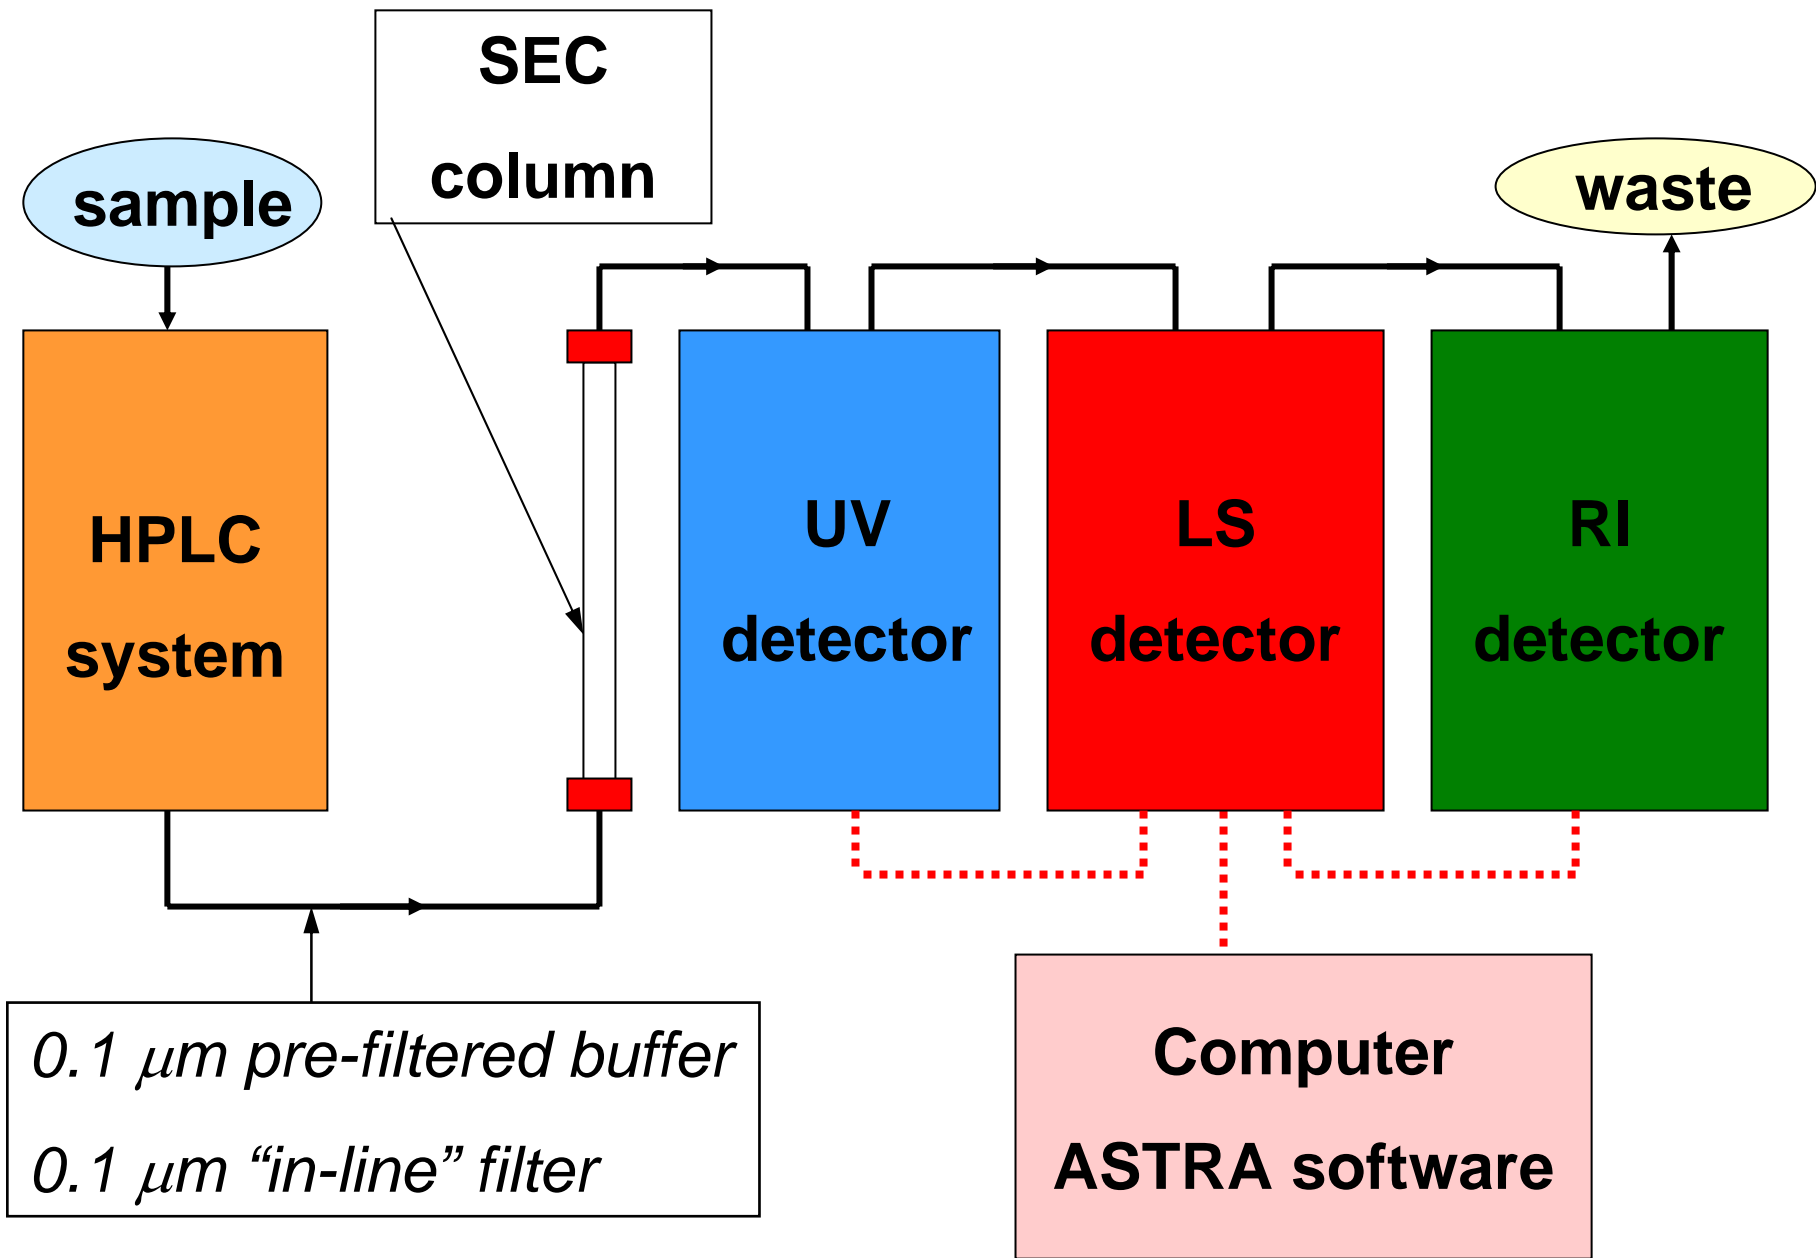 SEC
column
sample
waste
HPLC
system
UV
detector
LS
detector
RI
detector
0.1 μm pre-filtered buffer
0.1 μm “in-line” filter
Computer
ASTRA software